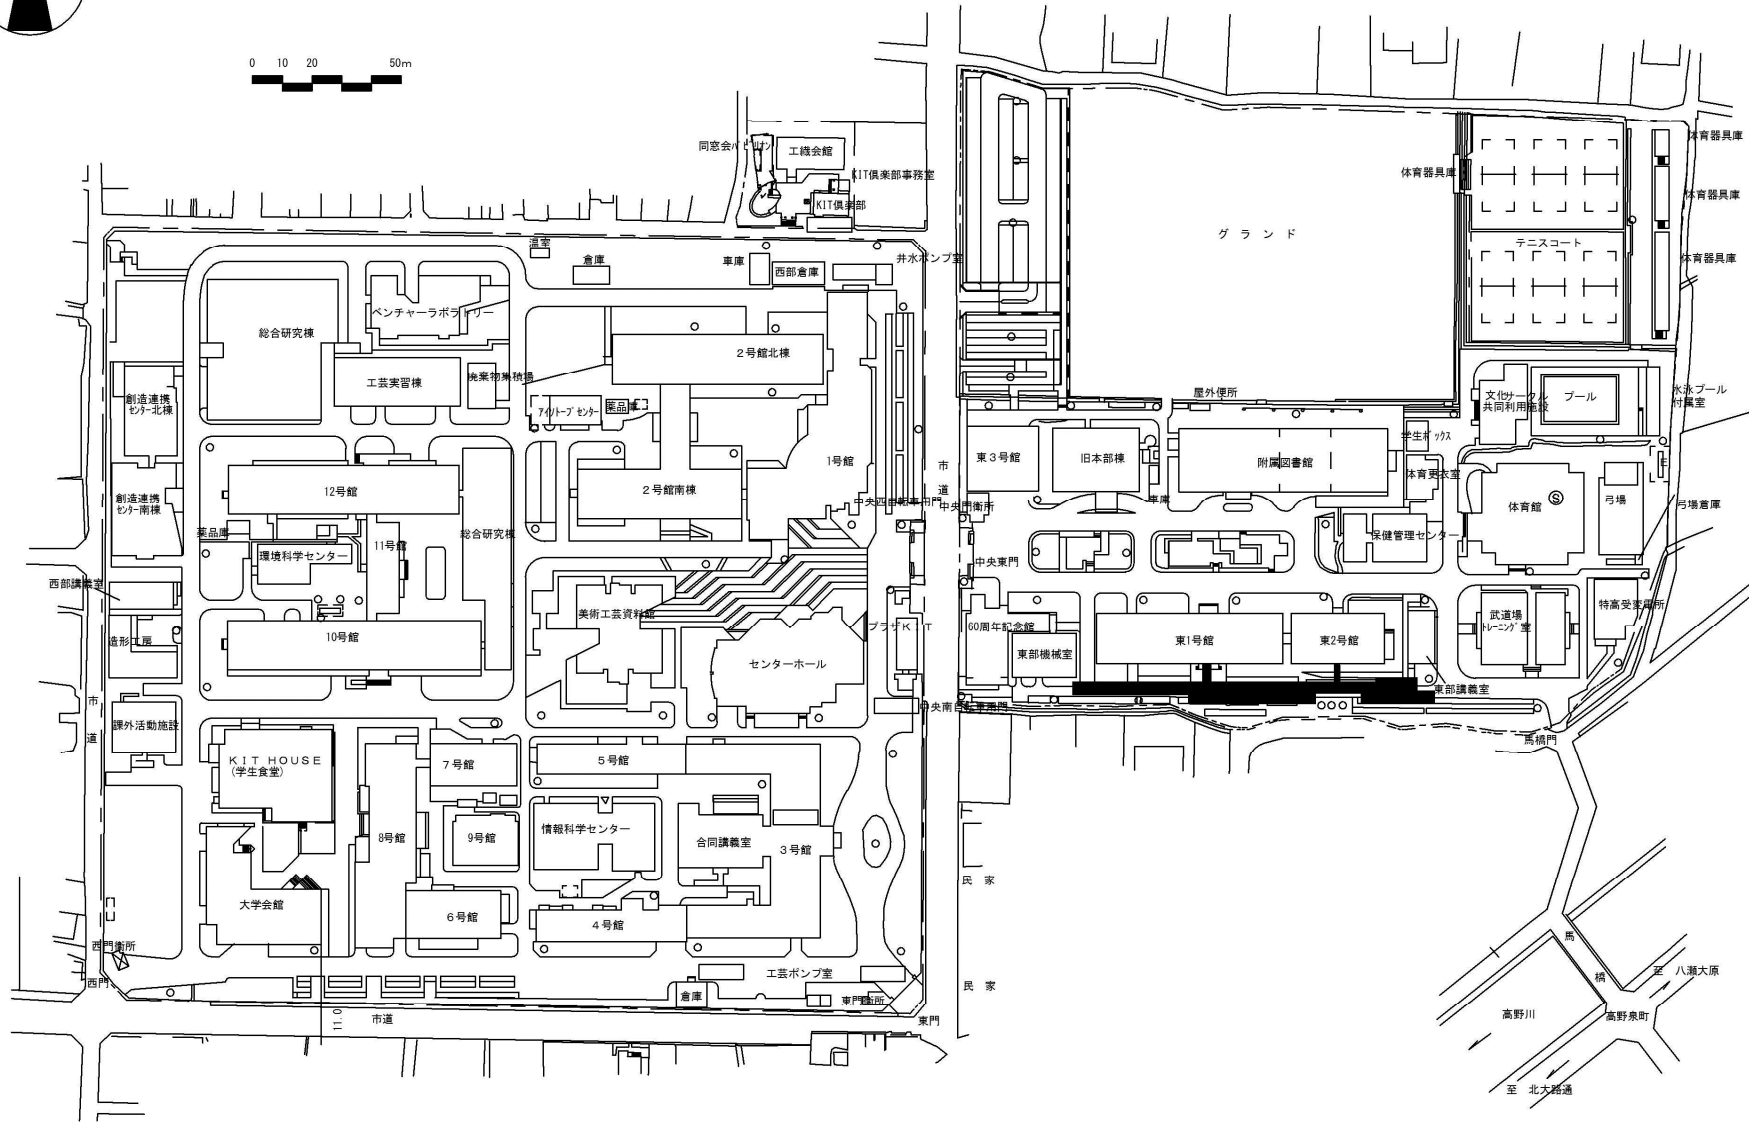 0 10 20 50m
同窓会パビリオン
工繊会館
KIT倶楽部事務室
KIT倶楽部
体育器具庫
体育器具庫
体育器具庫
体育器具庫
グランド
テニスコート
温室
倉庫
車庫
西部倉庫
井水ポンプ室
ベンチャーラボラトリー
総合研究棟
2号館北棟
工芸実習棟
廃棄物集積場
創造連携
センター北棟
アイソトープセンター
薬品庫
屋外便所
文化サークル
共同利用施設
プール
水泳プール
付属室
学生ボックス
1号館
市道
東3号館
旧本部棟
附属図書館
体育更衣室
12号館
2号館南棟
創造連携
センター南棟
中央西自転車用門
中央門衛所
車庫
体育館
S
弓場
弓場倉庫
薬品庫
総合研究棟
11号館
環境科学センター
保健管理センター
中央東門
西部講義室
美術工芸資料館
プラザKIT
60周年記念館
東1号館
東2号館
武道場
トレーニング室
特高受変電所
造形工房
10号館
センターホール
東部機械室
東部講義室
市道
課外活動施設
中央南自転車用門
馬橋門
KIT HOUSE
(学生食堂)
7号館
5号館
8号館
9号館
情報科学センター
合同講義室
3号館
民家
大学会館
6号館
4号館
西門衛所
西門
工芸ポンプ室
倉庫
東門衛所
民家
市道
11.0
東門
馬橋
至 八瀬大原
高野川
高野泉町
至 北大路通